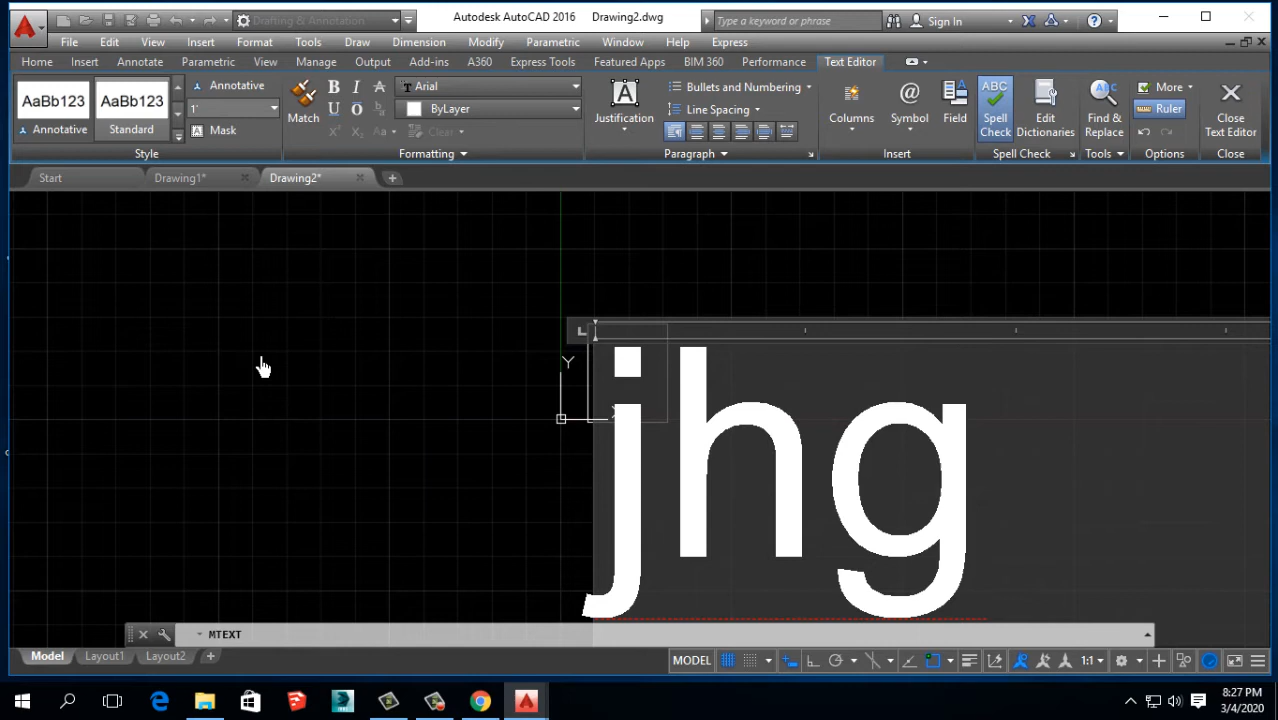 Drafting & Annotation
Autodesk AutoCAD 2016 Drawing2.dwg
Type a keyword or phrase
Sign In
File Edit View Insert Format Tools Draw Dimension Modify Parametric Window Help Express
Home Insert Annotate Parametric View Manage Output Add-ins A360 Express Tools Featured Apps BIM 360 Performance Text Editor
AaBb123 AaBb123 Annotative B I A Arial Bullets and Numbering ABC More
1' Match U O ByLayer Justification Line Spacing Columns Symbol Field Spell Check Edit Dictionaries Find & Replace Ruler Close Text Editor
Annotative Standard Mask Aa Clear
Style Formatting Paragraph Insert Spell Check Tools Options Close
Start Drawing1* Drawing2*
Y
X
jhg
MTEXT
Model Layout1 Layout2 MODEL 1:1
8:27 PM
3/4/2020